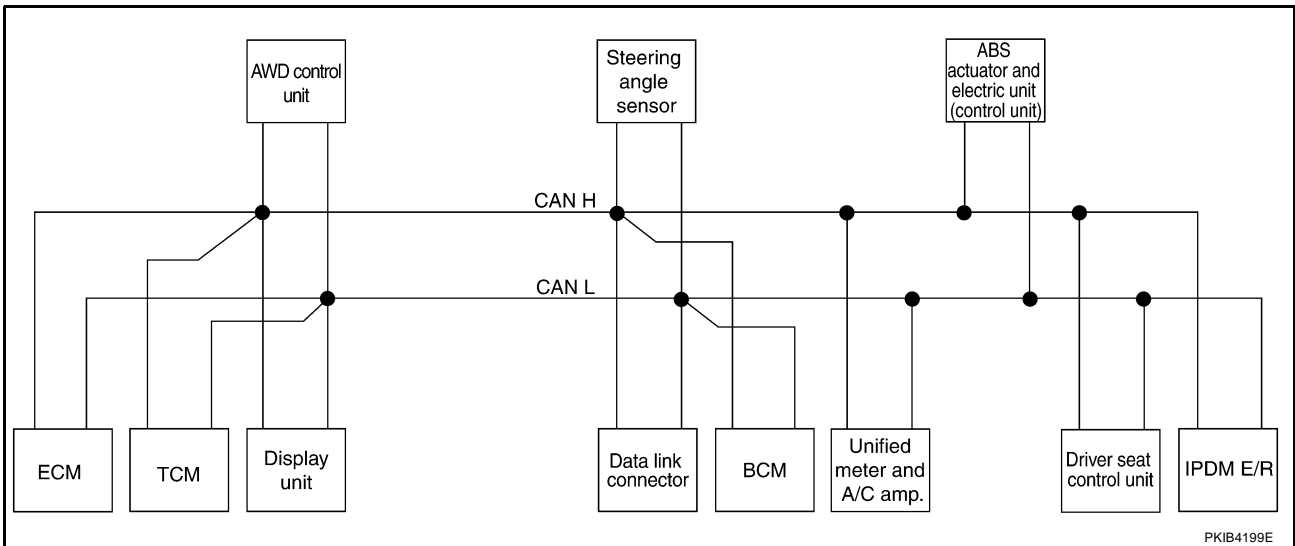 AWD control
unit
Steering
angle
sensor
ABS
actuator and
electric unit
(control unit)
CAN H
CAN L
ECM
TCM
Display
unit
Data link
connector
BCM
Unified
meter and
A/C amp.
Driver seat
control unit
IPDM E/R
PKIB4199E